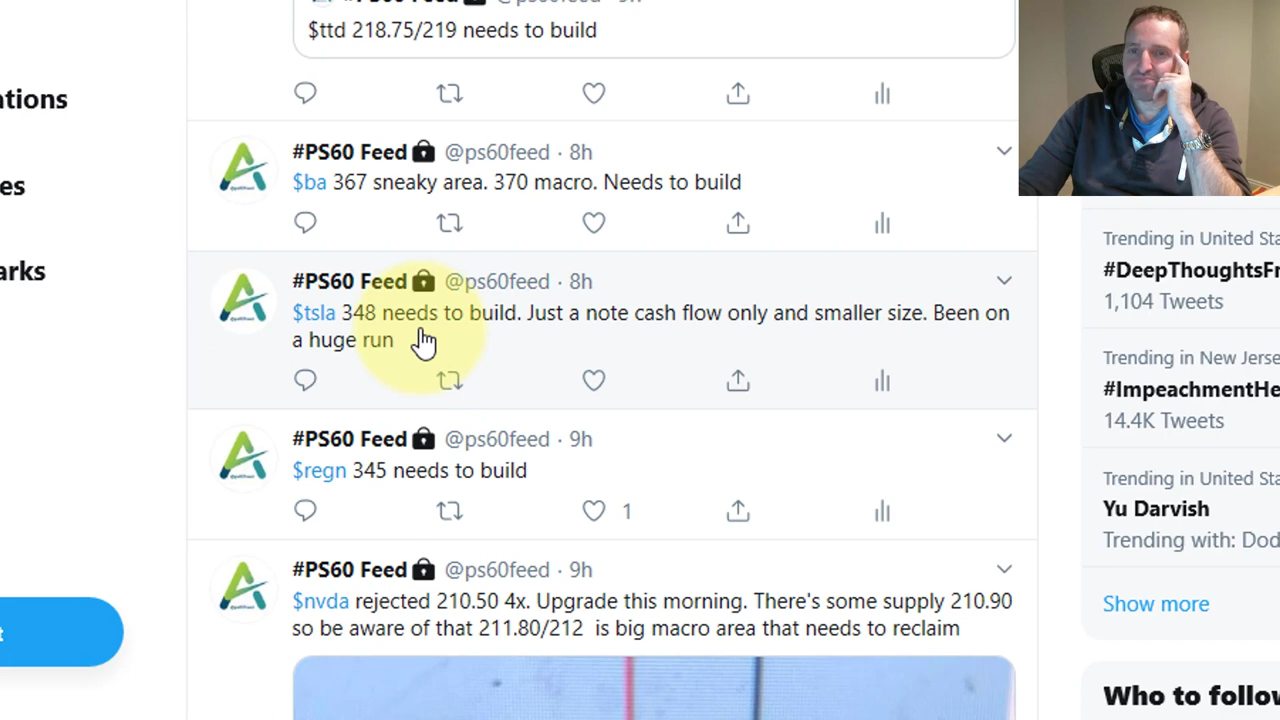 $ttd 218.75/219 needs to build
ations
#PS60 Feed @ps60feed · 8h
$ba 367 sneaky area. 370 macro. Needs to build
es
#PS60 Feed @ps60feed · 8h
$tsla 348 needs to build. Just a note cash flow only and smaller size. Been on
a huge run
arks
#PS60 Feed @ps60feed · 9h
$regn 345 needs to build
1
#PS60 Feed @ps60feed · 9h
$nvda rejected 210.50 4x. Upgrade this morning. There's some supply 210.90
so be aware of that 211.80/212 is big macro area that needs to reclaim
t
Trending in United Sta
#DeepThoughtsFr
1,104 Tweets
Trending in New Jerse
#ImpeachmentHe
14.4K Tweets
Trending in United Sta
Yu Darvish
Trending with: Dod
Show more
Who to follow